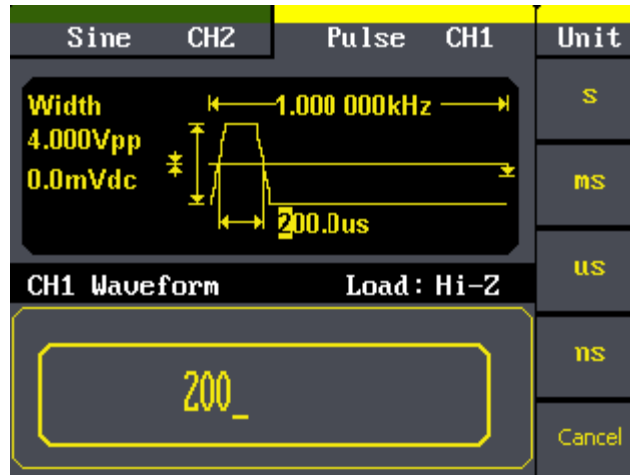 Sine CH2 Pulse CH1 Unit
Width 1.000 000kHz s
4.000Vpp
0.0mVdc ms
200.0us
us
CH1 Waveform Load: Hi-Z
ns
200_
Cancel